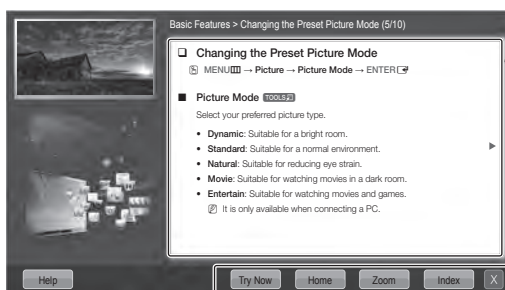 Basic Features > Changing the Preset Picture Mode (5/10)
❑ Changing the Preset Picture Mode
MENU → Picture → Picture Mode → ENTER
■ Picture Mode TOOLS
Select your preferred picture type.
• Dynamic: Suitable for a bright room.
• Standard: Suitable for a normal environment.
• Natural: Suitable for reducing eye strain.
• Movie: Suitable for watching movies in a dark room.
• Entertain: Suitable for watching movies and games.
It is only available when connecting a PC.
Help Try Now Home Zoom Index X